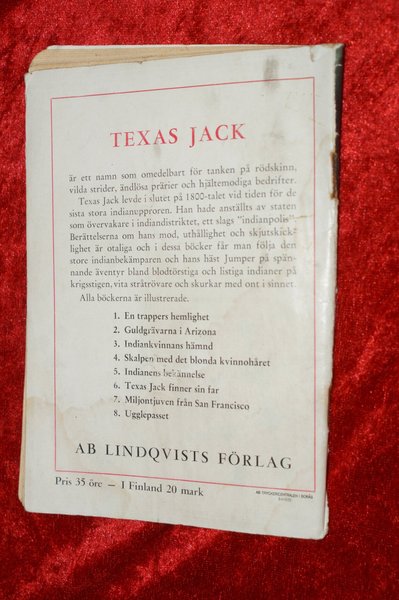 TEXAS JACK
är ett namn som omedelbart för tanken på rödskinn,
vilda strider, ändlösa prärier och hjältemodiga bedrifter.
Texas Jack levde i slutet på 1800-talet vid tiden för de
sista stora indianupproren. Han hade anställts av staten
som övervakare i indiandistriktet, ett slags "indianpolis".
Berättelserna om hans mod, uthållighet och skjutskick-
lighet är otaliga och i dessa böcker får man följa den
store indianbekämparen och hans häst Jumper på spän-
nande äventyr bland blodtörstiga och listiga indianer på
krigsstigen, vita stråtrövare och skurkar med ont i sinnet.
Alla böckerna är illustrerade.
1. En trappers hemlighet
2. Guldgrävarna i Arizona
3. Indiankvinnans hämnd
4. Skalpen med det blonda kvinnohåret
5. Indianens bekännelse
6. Texas Jack finner sin far
7. Miljontjuven från San Francisco
8. Ugglepasset
AB LINDQVISTS FÖRLAG
Pris 35 öre — I Finland 20 mark
AB TRYCKERICENTRALEN I BORÅS